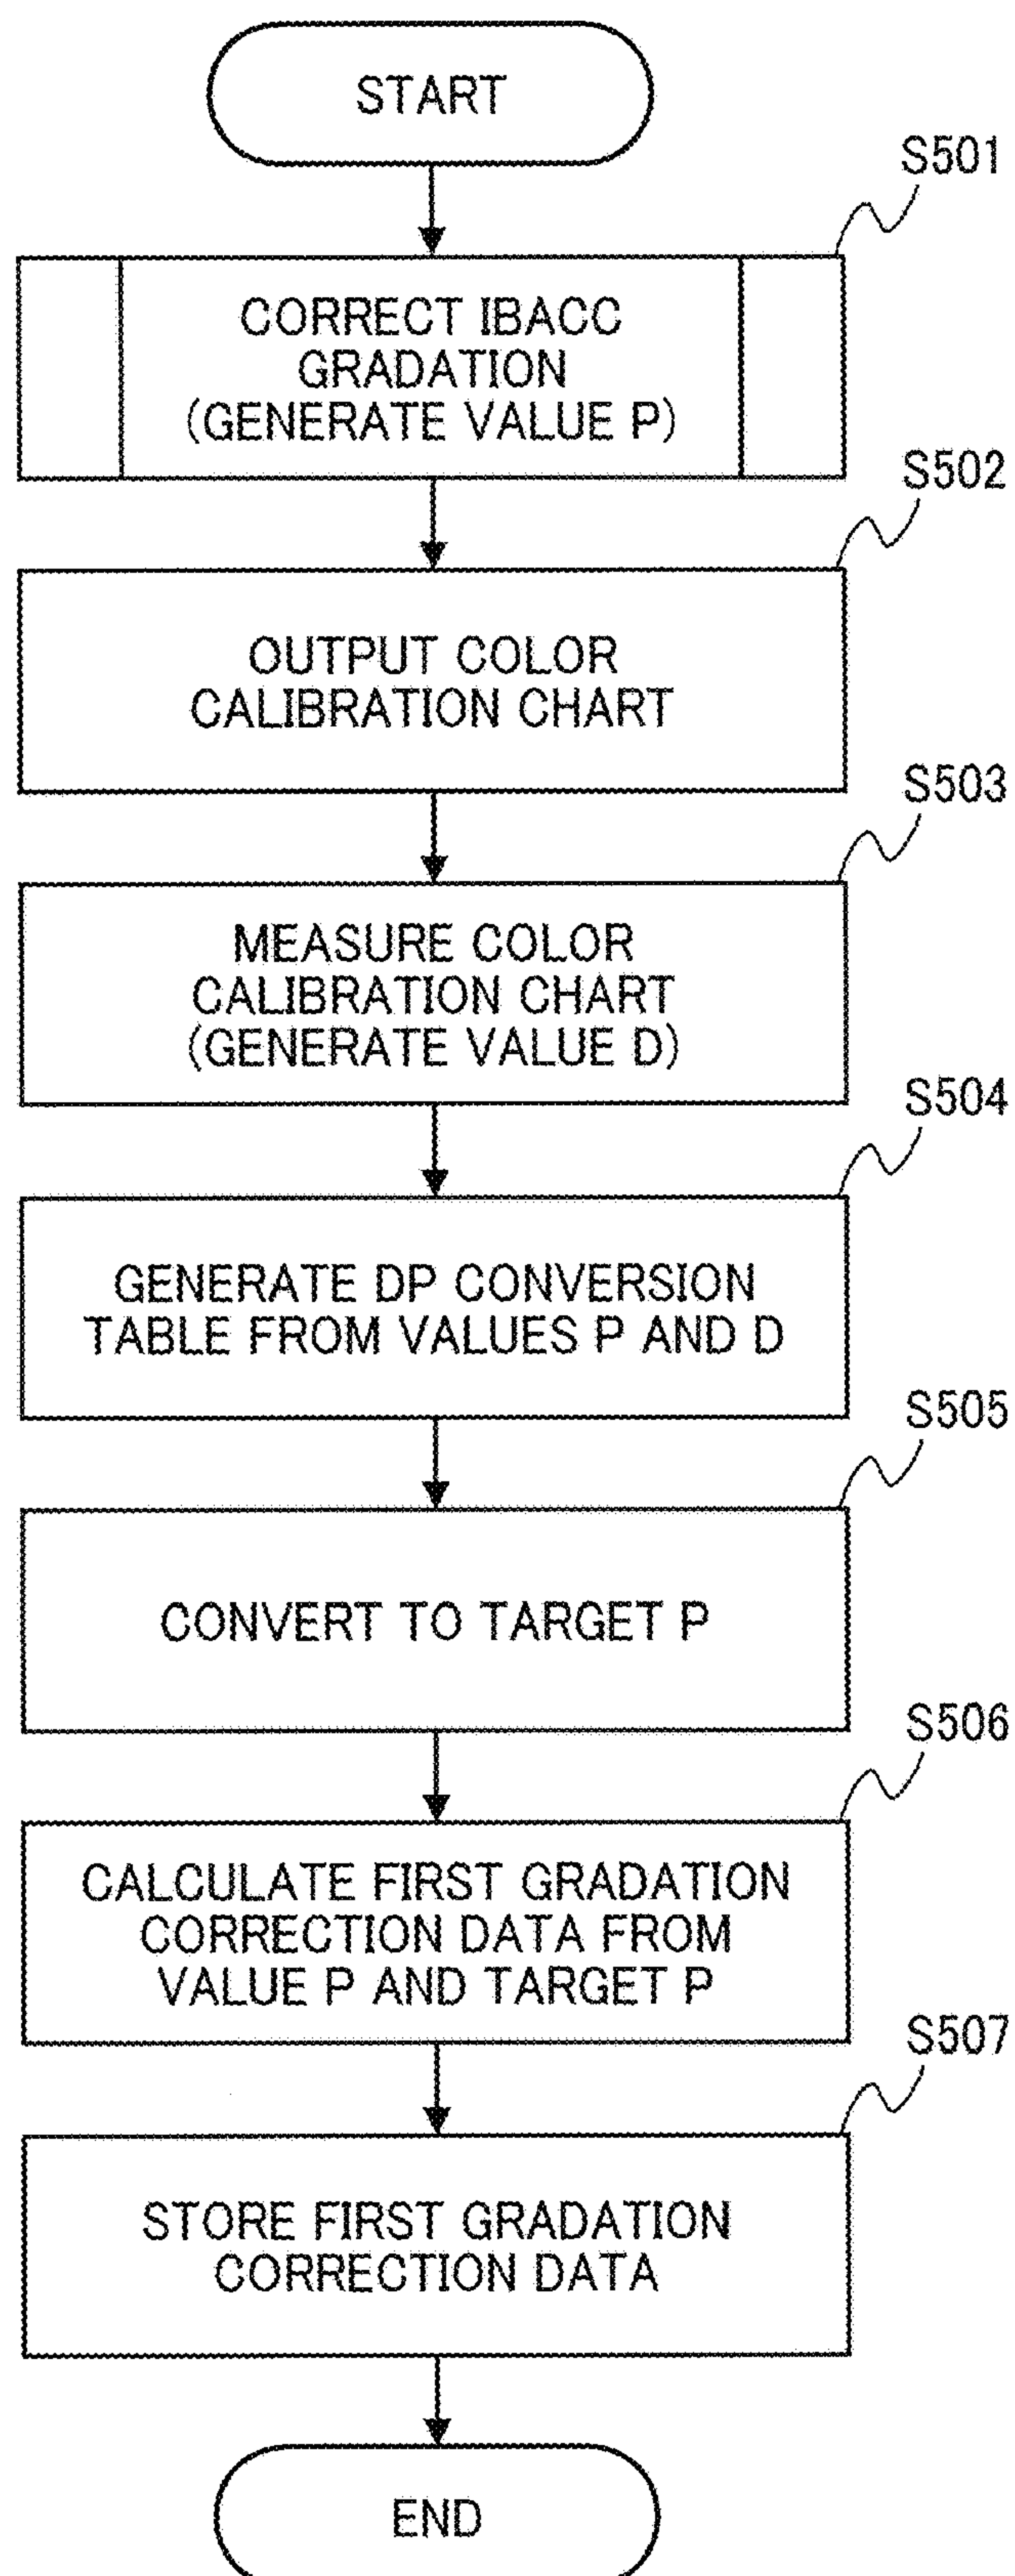 START
S501
CORRECT IBACC
GRADATION
(GENERATE VALUE P)
S502
OUTPUT COLOR
CALIBRATION CHART
S503
MEASURE COLOR
CALIBRATION CHART
(GENERATE VALUE D)
S504
GENERATE DP CONVERSION
TABLE FROM VALUES P AND D
S505
CONVERT TO TARGET P
S506
CALCULATE FIRST GRADATION
CORRECTION DATA FROM
VALUE P AND TARGET P
S507
STORE FIRST GRADATION
CORRECTION DATA
END